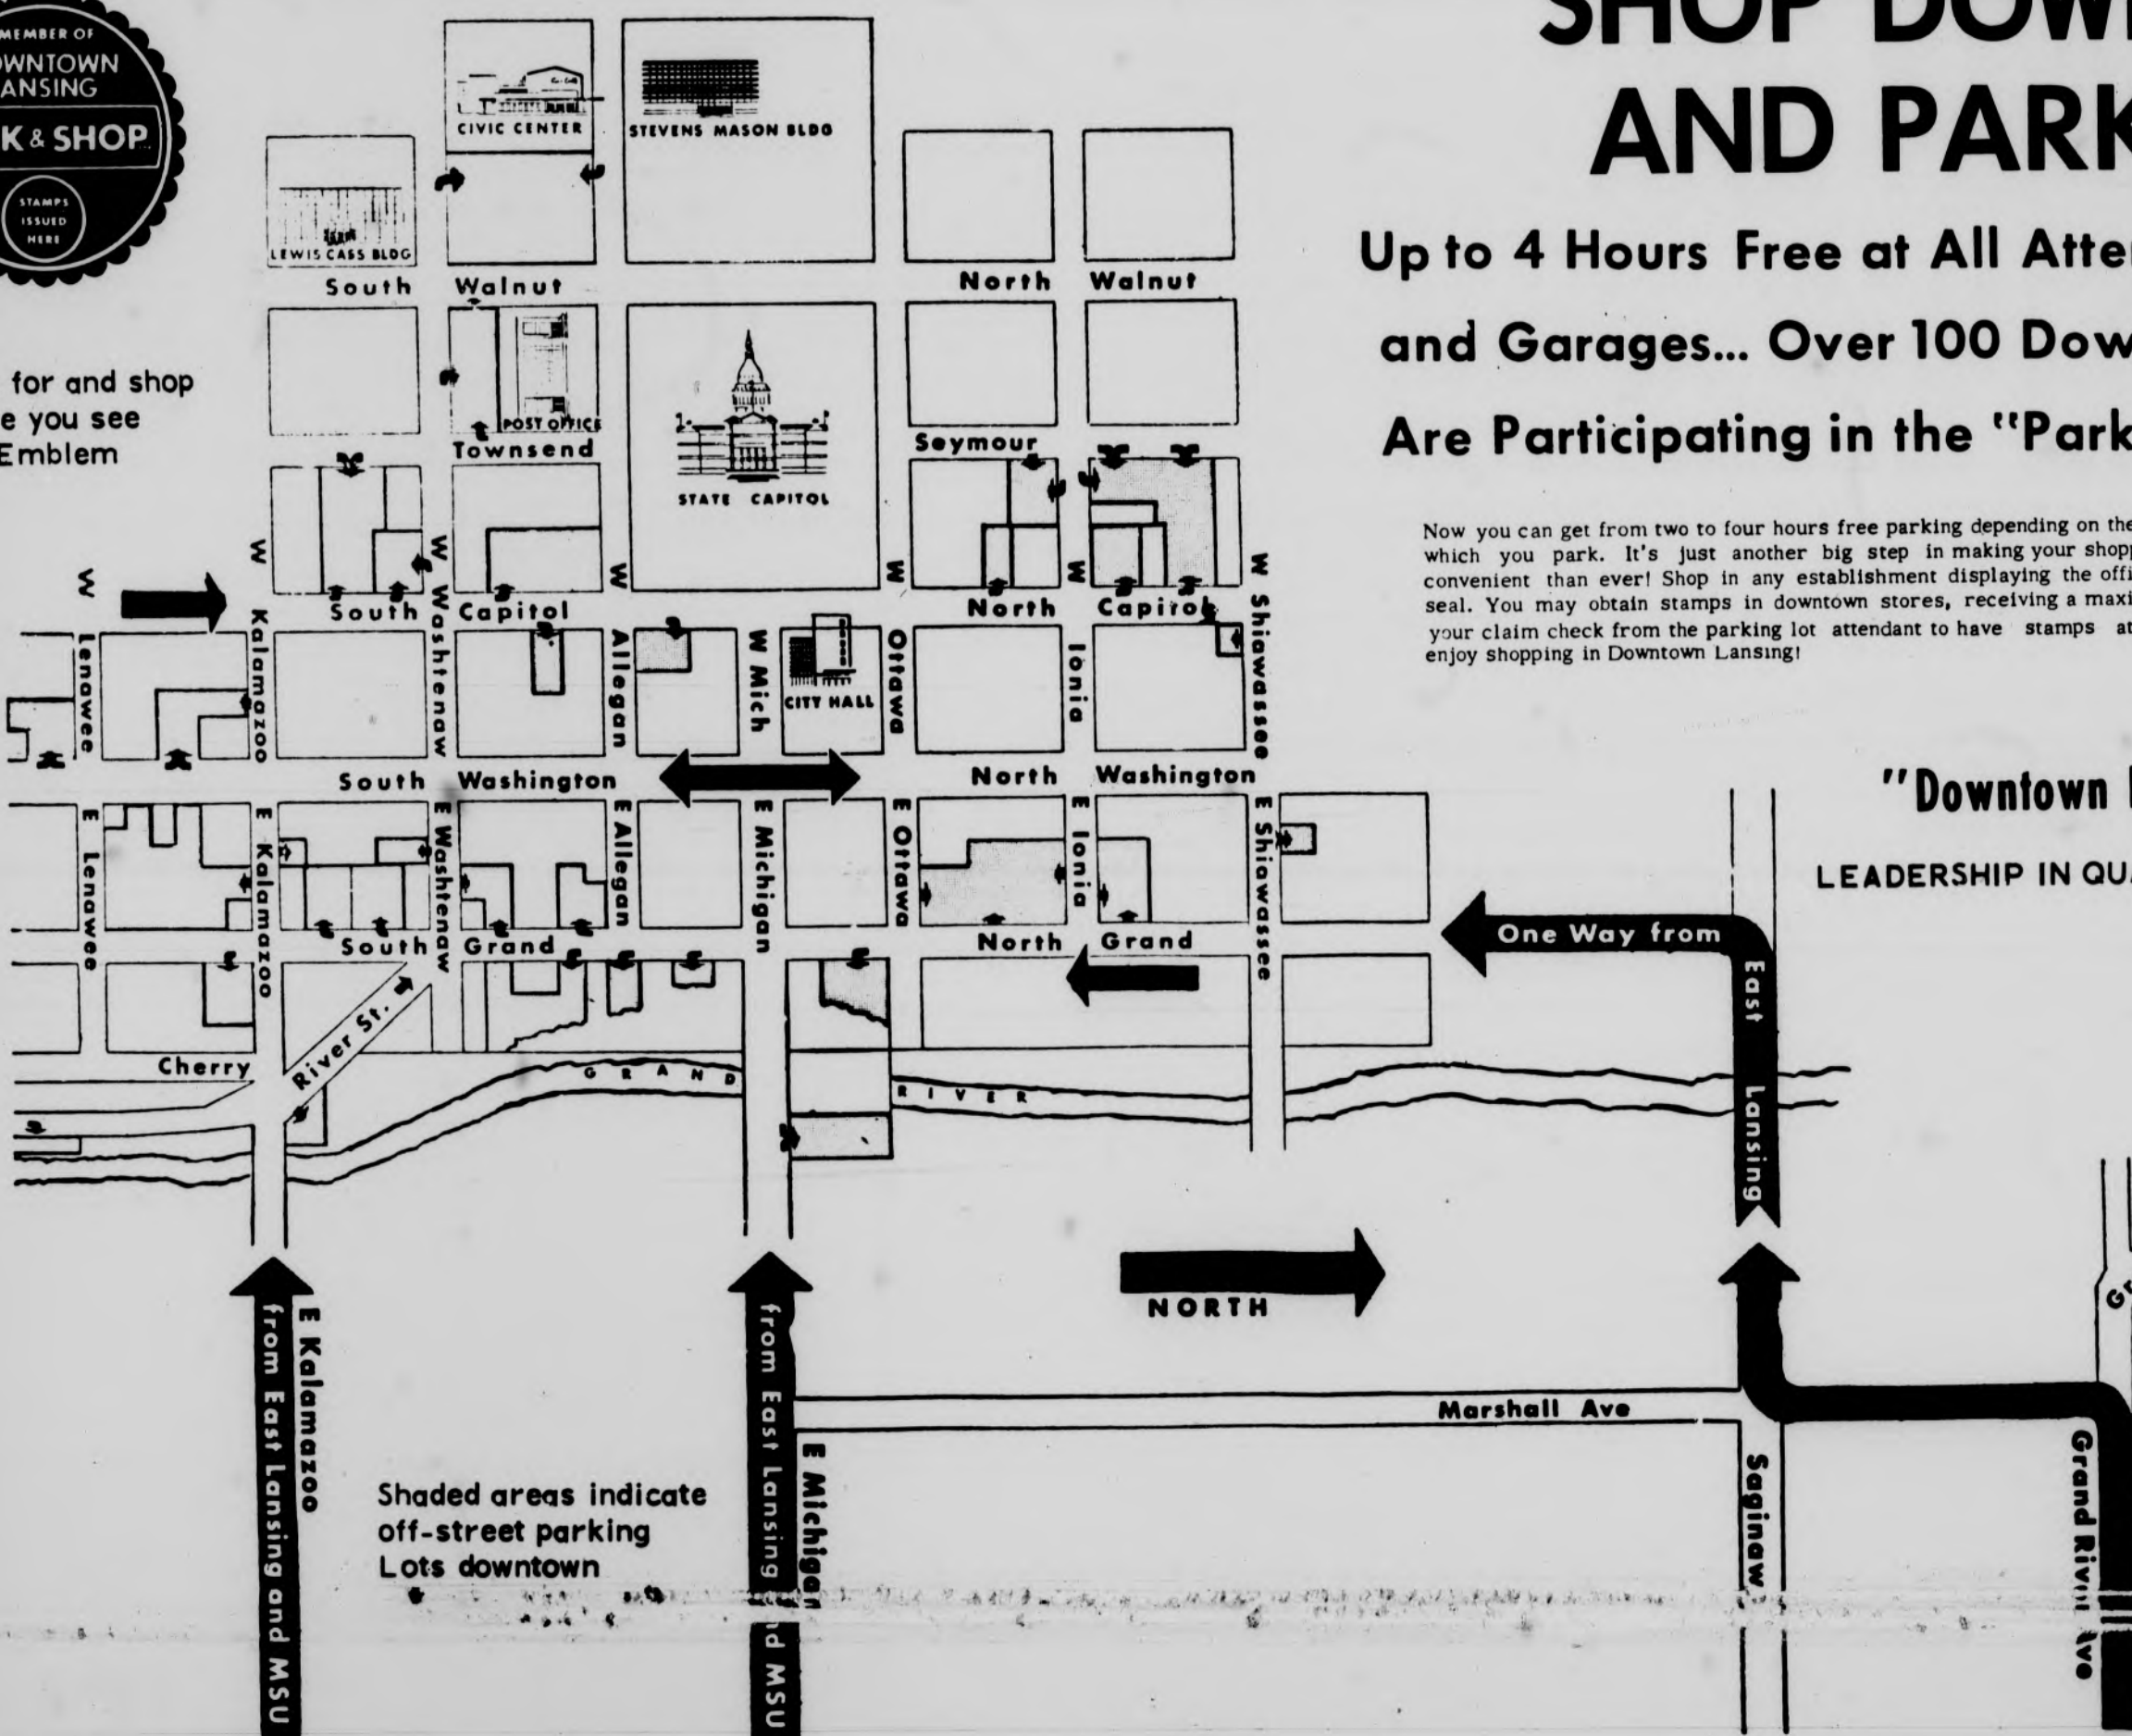 MEMBER OF
WNTOWN
ANSING
K & SHOP
STAMPS
ISSUED
HERE
for and shop
e you see
Emblem
AND PARK
Up to 4 Hours Free at All Atte
and Garages... Over 100 Dow
Are Participating in the "Park
Now you can get from two to four hours free parking depending on the
which you park. It's just another big step in making your shop
convenient than ever! Shop in any establishment displaying the offi
seal. You may obtain stamps in downtown stores, receiving a maxi
your claim check from the parking lot attendant to have stamps at
enjoy shopping in Downtown Lansing!
"Downtown
LEADERSHIP IN QU
CIVIC CENTER
STEVENS MASON BLDG
LEWIS CASS BLDG
South Walnut
North Walnut
POST OFFICE
Townsend
Seymour
STATE CAPITOL
South Capitol
North Capitol
W Lenawee
W Kalamazoo
W Washtenaw
W Allegan
W Mich
W Ottawa
W Ionia
W Shiawassee
CITY HALL
South Washington
North Washington
E Lenawee
E Kalamazoo
E Washtenaw
E Allegan
E Michigan
E Ottawa
E Ionia
E Shiawassee
South Grand
North Grand
One Way from
East Lansing
River St.
Cherry
GRAND
RIVER
NORTH
Marshall Ave
from East Lansing and MSU
E Kalamazoo
from East Lansing
d MSU
E Michigan
Saginaw
Grand River
Shaded areas indicate
off-street parking
Lots downtown